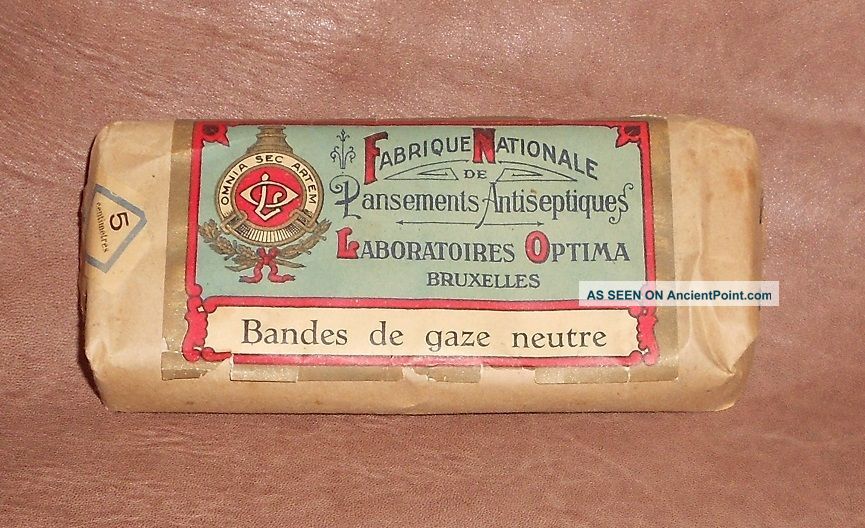 5
centimètres
OMNIA SEC ARTEM
FABRIQUE NATIONALE
DE
Pansements Antiseptiques
LABORATOIRES OPTIMA
BRUXELLES
AS SEEN ON AncientPoint.com
Bandes de gaze neutre